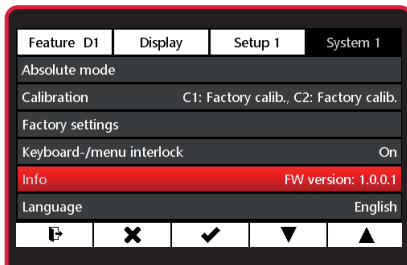 Feature D1 Display Setup 1 System 1
Absolute mode
Calibration C1: Factory calib., C2: Factory calib.
Factory settings
Keyboard-/menu interlock On
Info FW version: 1.0.0.1
Language English